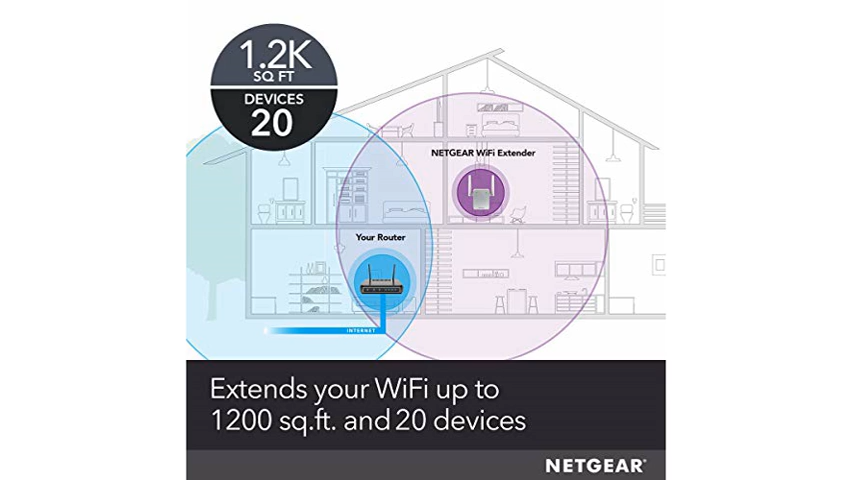 1.2K
SQ FT
DEVICES
20
NETGEAR WiFi Extender
Your Router
INTERNET
Extends your WiFi up to
1200 sq.ft. and 20 devices
NETGEAR®